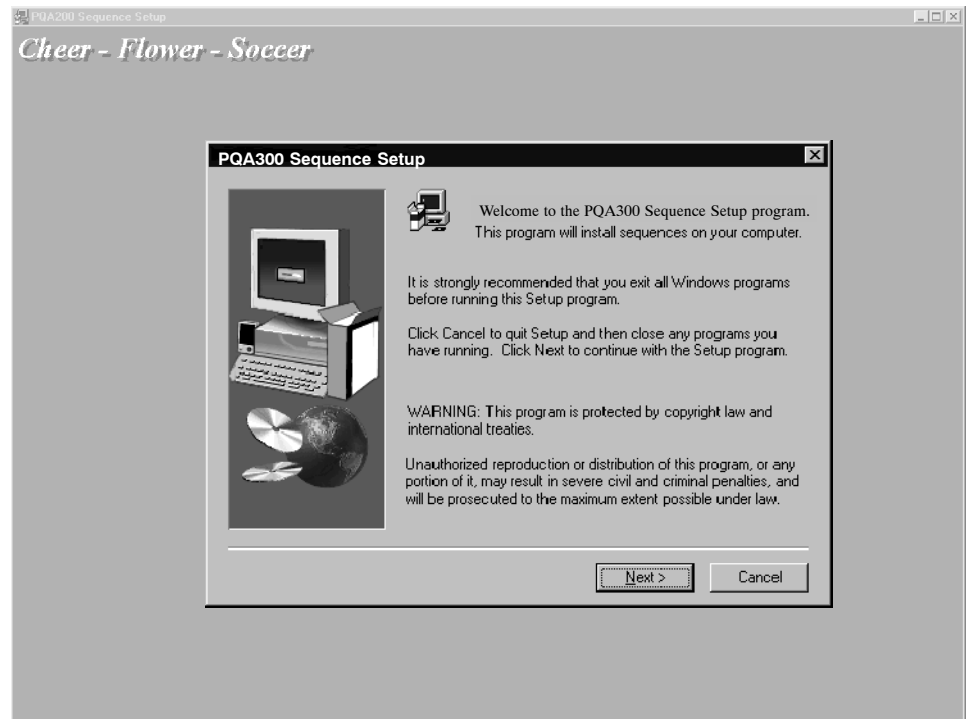 PQA200 Sequence Setup
Cheer - Flower - Soccer
PQA300 Sequence Setup
Welcome to the PQA300 Sequence Setup program.
This program will install sequences on your computer.
It is strongly recommended that you exit all Windows programs
before running this Setup program.
Click Cancel to quit Setup and then close any programs you
have running. Click Next to continue with the Setup program.
WARNING: This program is protected by copyright law and
international treaties.
Unauthorized reproduction or distribution of this program, or any
portion of it, may result in severe civil and criminal penalties, and
will be prosecuted to the maximum extent possible under law.
Next >
Cancel